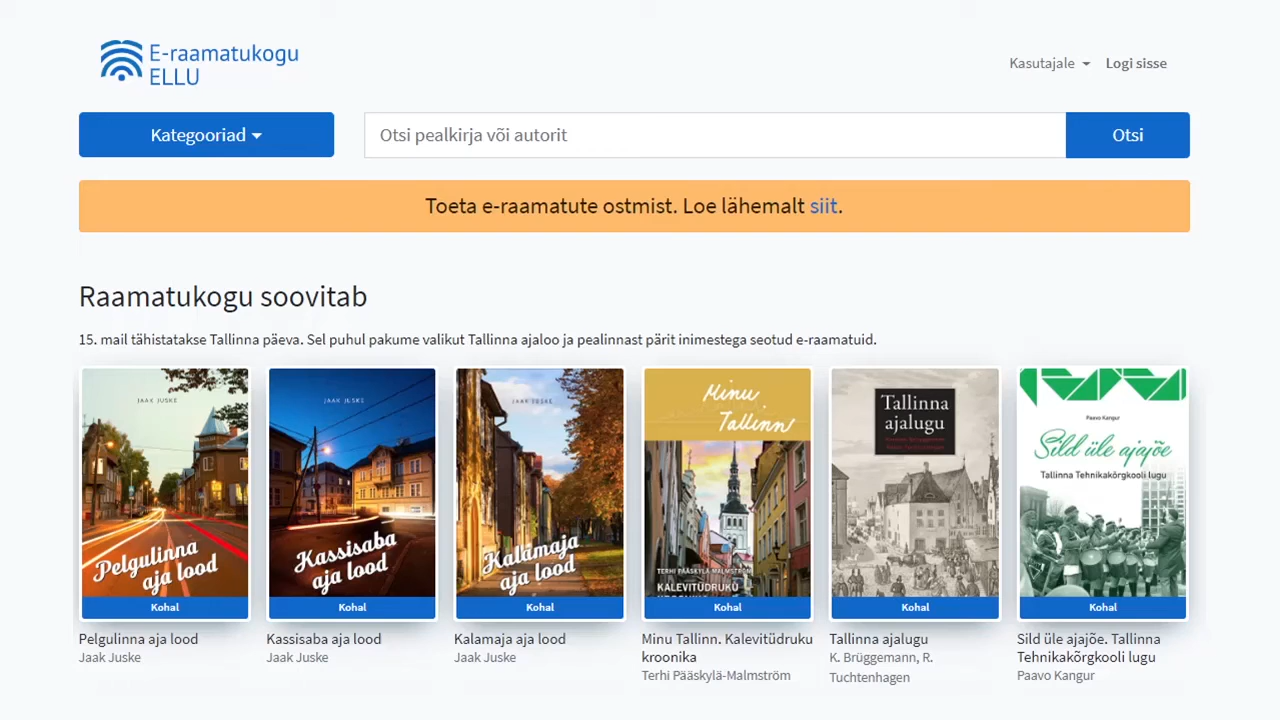 E-raamatukogu
ELLU
Kasutajale
Logi sisse
Kategooriad
Otsi pealkirja või autorit
Otsi
Toeta e-raamatute ostmist. Loe lähemalt siit.
Raamatukogu soovitab
15. mail tähistatakse Tallinna päeva. Sel puhul pakume valikut Tallinna ajaloo ja pealinnast pärit inimestega seotud e-raamatuid.
JAAK JUSKE
Pelgulinna
aja lood
Kohal
Pelgulinna aja lood
Jaak Juske
JAAK JUSKE
Kassisaba
aja lood
Kohal
Kassisaba aja lood
Jaak Juske
JAAK JUSKE
Kalamaja
aja lood
Kohal
Kalamaja aja lood
Jaak Juske
Minu
Tallinn
TERHI PÄÄSKYLÄ-MALMSTRÖM
KALEVITÜDRUKU
Kohal
Minu Tallinn. Kalevitüdruku
kroonika
Terhi Pääskylä-Malmström
Tallinna
ajalugu
Kohal
Tallinna ajalugu
K. Brüggemann, R.
Tuchtenhagen
Paavo Kangur
Sild üle ajajõe
Tallinna Tehnikakõrgkooli lugu
Kohal
Sild üle ajajõe. Tallinna
Tehnikakõrgkooli lugu
Paavo Kangur